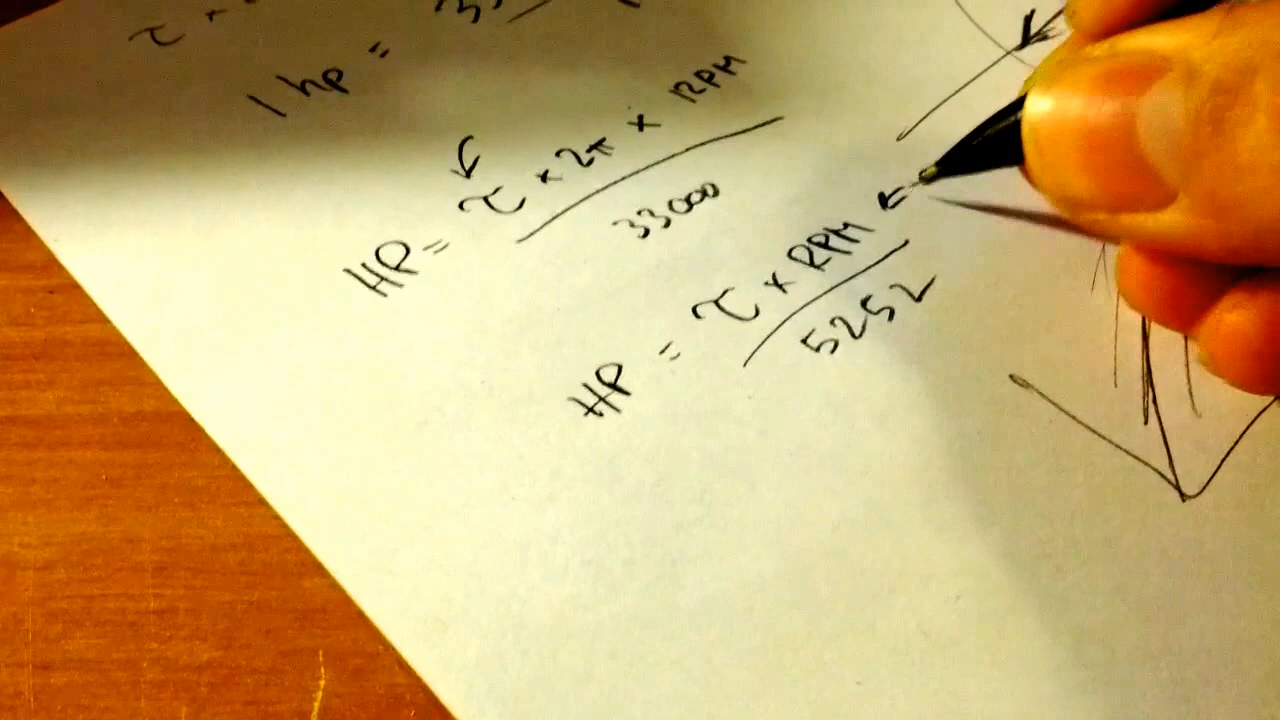 1 hp =
HP = τ × 2π × RPM
33000
HP = τ × RPM
5252